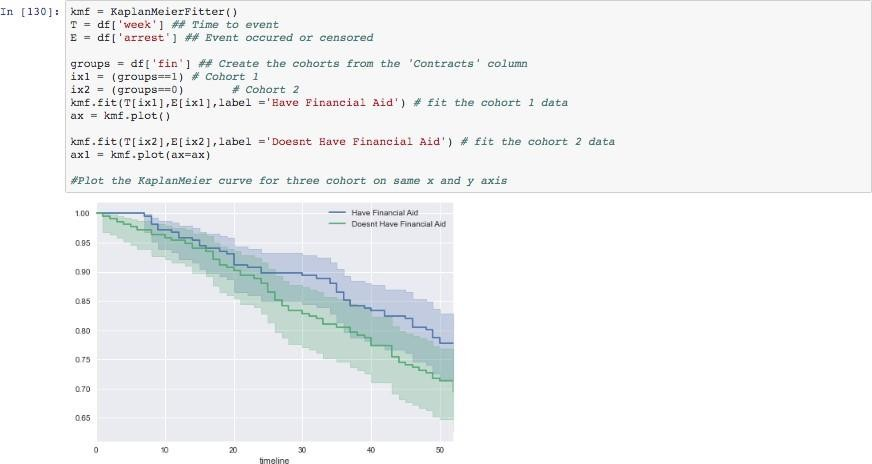 In [130]: kmf = KaplanMeierFitter()
T = df['week'] ## Time to event
E = df['arrest'] ## Event occured or censored
groups = df['fin'] ## Create the cohorts from the 'Contracts' column
ix1 = (groups==1) # Cohort 1
ix2 = (groups==0) # Cohort 2
kmf.fit(T[ix1],E[ix1],label ='Have Financial Aid') # fit the cohort 1 data
ax = kmf.plot()
kmf.fit(T[ix2],E[ix2],label ='Doesnt Have Financial Aid') # fit the cohort 2 data
ax1 = kmf.plot(ax=ax)
#Plot the KaplanMeier curve for three cohort on same x and y axis
Have Financial Aid
Doesnt Have Financial Aid
1.00
0.95
0.90
0.85
0.80
0.75
0.70
0.65
0 10 20 30 40 50
timeline